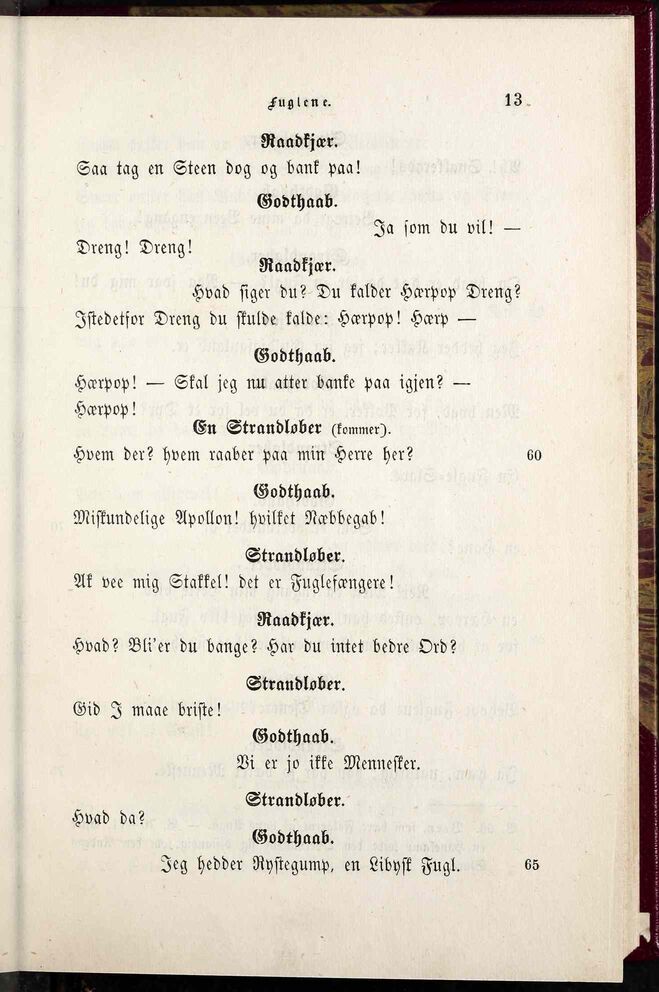 Fuglene. 13
Raadkjær.
Saa tag en Steen dog og bank paa!
Godthaab.
Ja som du vil! —
Dreng! Dreng!
Raadkjær.
Hvad siger du? Du kalder Hærpop Dreng?
Istedetfor Dreng du skulde kalde: Hærpop! Hærp —
Godthaab.
Hærpop! — Skal jeg nu atter banke paa igjen? —
Hærpop!
En Strandløber (kommer).
Hvem der? hvem raaber paa min Herre her? 60
Godthaab.
Miskundelige Apollon! hvilket Næbbegab!
Strandløber.
Ak vee mig Stakkel! det er Fuglefængere!
Raadkjær.
Hvad? Bli'er du bange? Har du intet bedre Ord?
Strandløber.
Gid I maae briste!
Godthaab.
Vi er jo ikke Mennesker.
Strandløber.
Hvad da?
Godthaab.
Jeg hedder Rystegump, en Libysk Fugl. 65